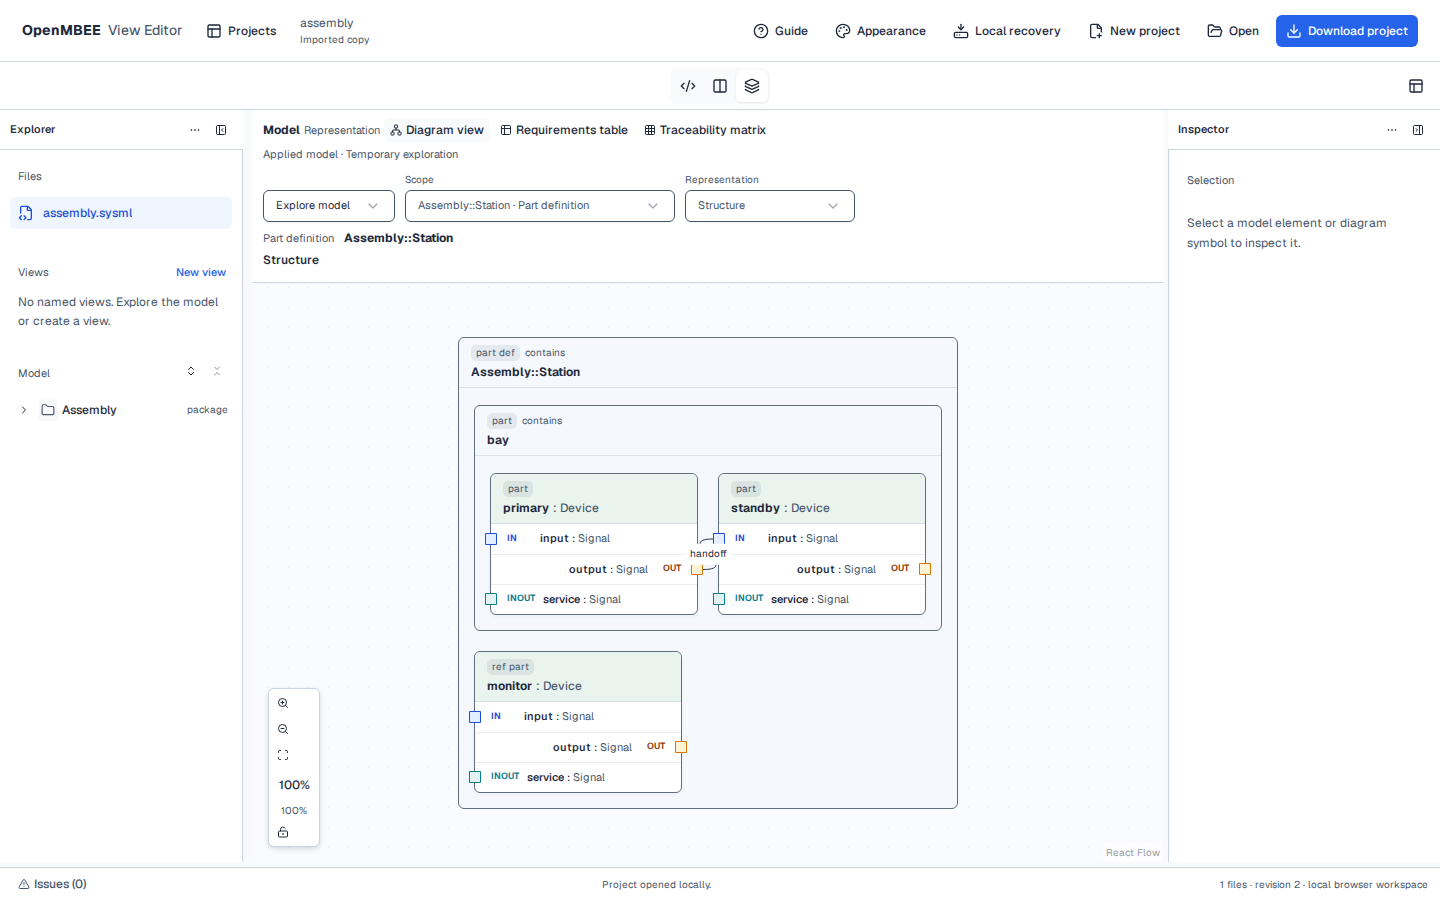 OpenMBEE View Editor
Projects
assembly
Imported copy
Guide
Appearance
Local recovery
New project
Open
Download project
Explorer
Files
assembly.sysml
Views
New view
No named views. Explore the model
or create a view.
Model
Assembly
package
Model Representation Diagram view Requirements table Traceability matrix
Applied model · Temporary exploration
Scope
Representation
Explore model
Assembly::Station · Part definition
Structure
Part definition Assembly::Station
Structure
part def contains
Assembly::Station
part contains
bay
part
primary : Device
IN input : Signal
output : Signal OUT
INOUT service : Signal
handoff
part
standby : Device
IN input : Signal
output : Signal OUT
INOUT service : Signal
ref part
monitor : Device
IN input : Signal
output : Signal OUT
INOUT service : Signal
100%
100%
React Flow
Inspector
Selection
Select a model element or diagram
symbol to inspect it.
Issues (0)
Project opened locally.
1 files · revision 2 · local browser workspace